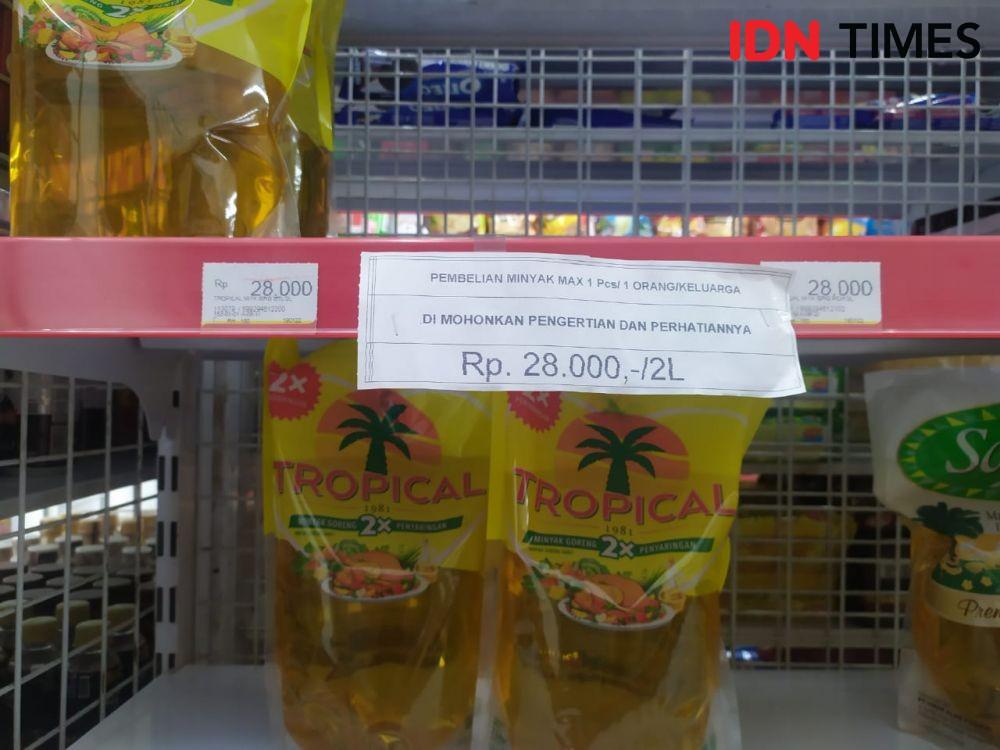 IDN TIMES
2X
OREO
Rp 28.000
PEMBELIAN MINYAK MAX 1 Pcs/ 1 ORANG/KELUARGA
DI MOHONKAN PENGERTIAN DAN PERHATIANNYA
Rp. 28.000,-/2L
28.000
2X
TROPICAL
1981
MINYAK GORENG 2X PENYARINGAN
TROPICAL
1981
MINYAK GORENG 2X PENYARINGAN